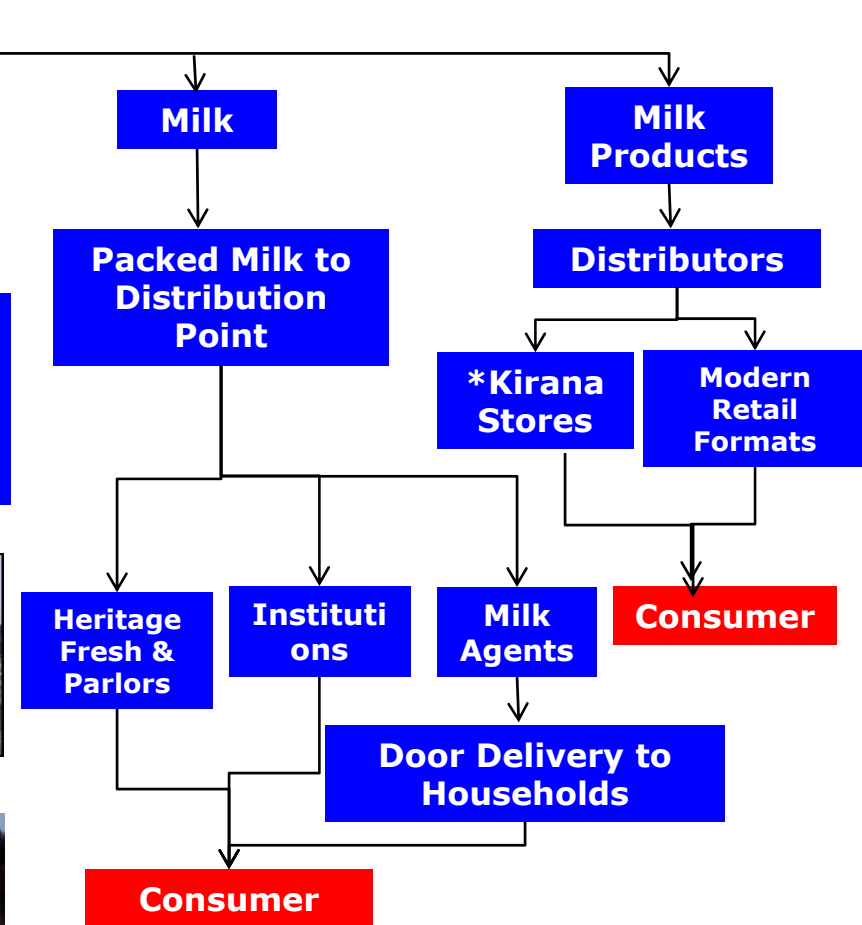 Milk
Milk
Products
Packed Milk to
Distribution
Point
Distributors
*Kirana
Stores
Modern
Retail
Formats
Heritage
Fresh &
Parlors
Instituti
ons
Milk
Agents
Consumer
Door Delivery to
Households
Consumer